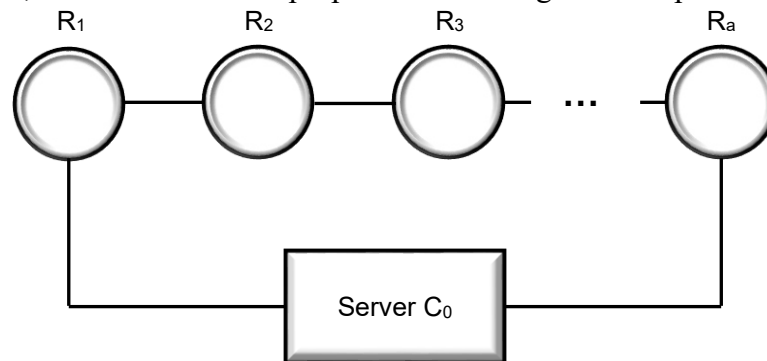 R₁ R₂ R₃ ... Rₐ
Server C₀